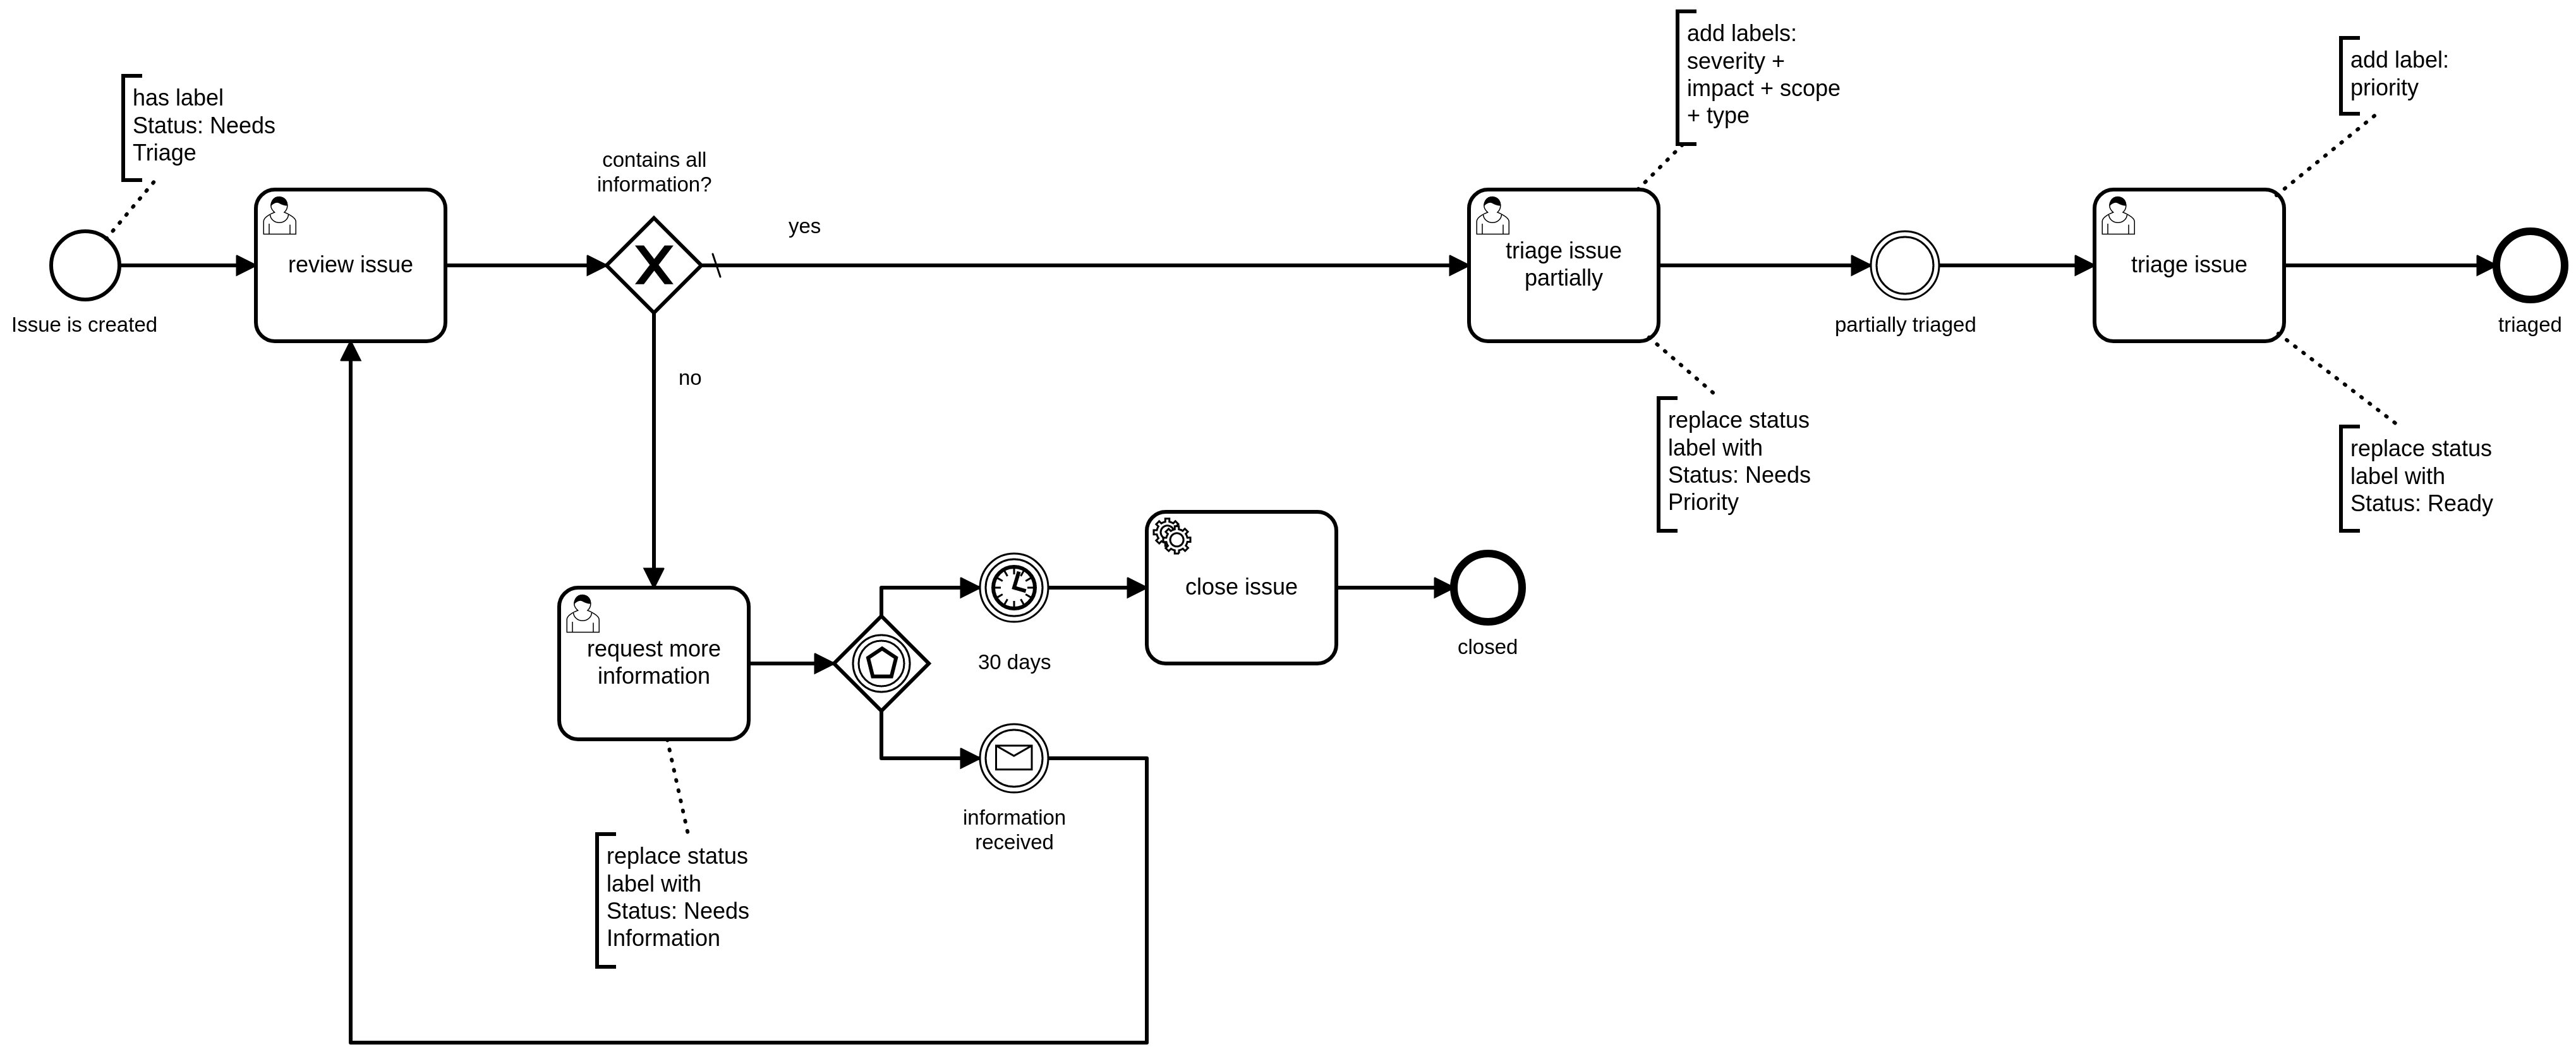 has label
Status: Needs
Triage
Issue is created
review issue
contains all
information?
yes
no
add labels:
severity +
impact + scope
+ type
triage issue
partially
replace status
label with
Status: Needs
Priority
partially triaged
add label:
priority
triage issue
replace status
label with
Status: Ready
triaged
request more
information
replace status
label with
Status: Needs
Information
30 days
close issue
closed
information
received